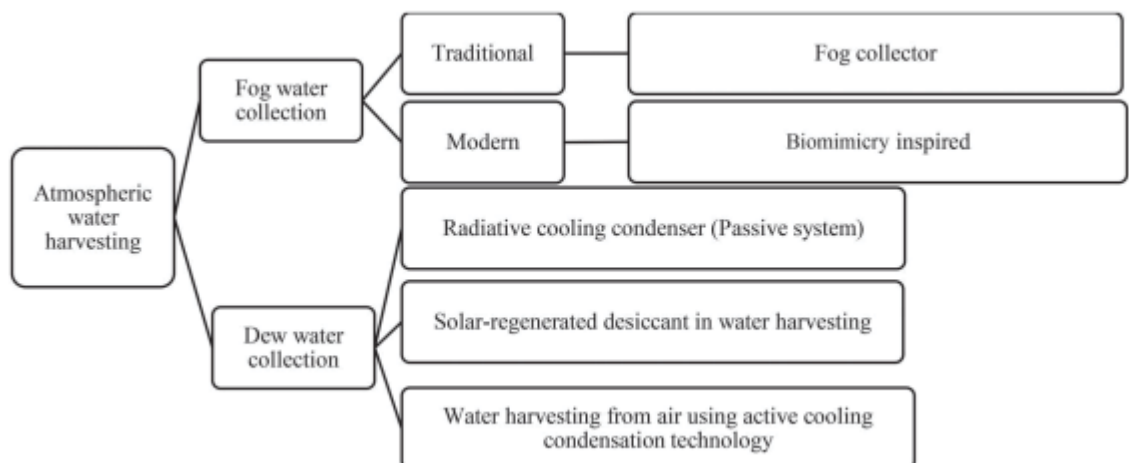 Traditional
Fog collector
Fog water
collection
Modern
Biomimicry inspired
Atmospheric
water
harvesting
Radiative cooling condenser (Passive system)
Solar-regenerated desiccant in water harvesting
Dew water
collection
Water harvesting from air using active cooling
condensation technology